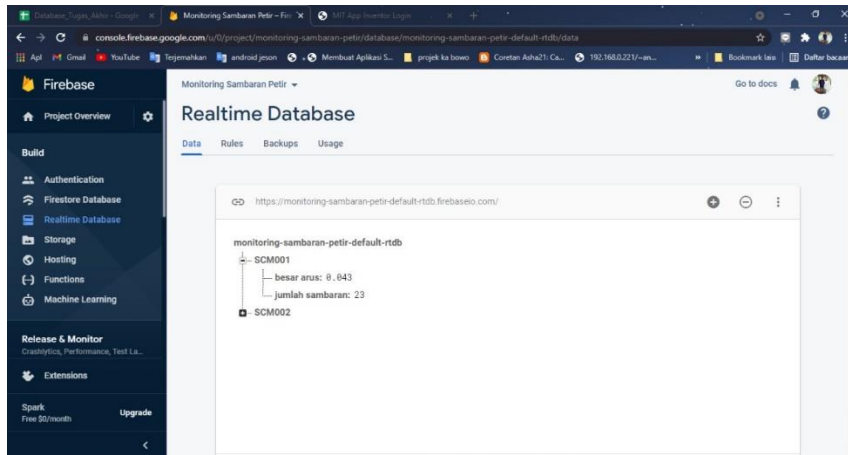 Database_Tugas_Akhir - Google
Monitoring Sambaran Petir - Fire
MIT App Inventor Login
console.firebase.google.com/u/0/project/monitoring-sambaran-petir/database/monitoring-sambaran-petir-default-rtdb/data
Apl Gmail YouTube Terjemahkan android jeson Membuat Aplikasi S... projek ka bowo Coretan Asha21: Ca... 192.168.0.221/~an... Bookmark lain Daftar bacaan
Firebase
Project Overview
Build
Authentication
Firestore Database
Realtime Database
Storage
Hosting
Functions
Machine Learning
Release & Monitor
Crashlytics, Performance, Test La...
Extensions
Spark
Free $0/month
Upgrade
Monitoring Sambaran Petir
Go to docs
Realtime Database
Data Rules Backups Usage
https://monitoring-sambaran-petir-default-rtdb.firebaseio.com/
monitoring-sambaran-petir-default-rtdb
SCM001
besar arus: 0.043
jumlah sambaran: 23
SCM002